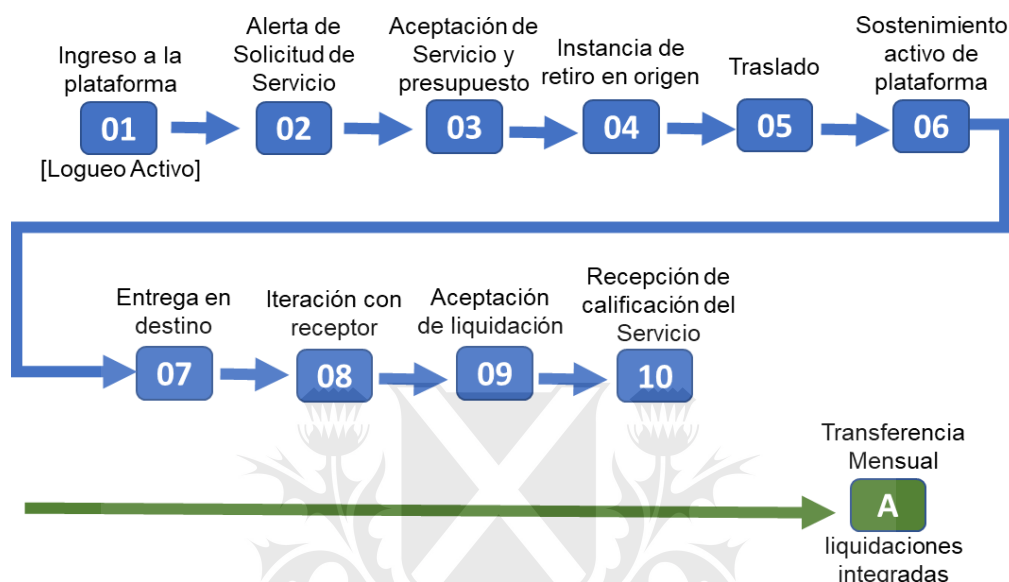 Ingreso a la
plataforma
01
[Logueo Activo]
Alerta de
Solicitud de
Servicio
02
Aceptación de
Servicio y
presupuesto
03
Instancia de
retiro en origen
04
Traslado
05
Sostenimiento
activo de
plataforma
06
Entrega en
destino
07
Iteración con
receptor
08
Aceptación
de liquidación
09
Recepción de
calificación del
Servicio
10
Transferencia
Mensual
A
liquidaciones
integradas